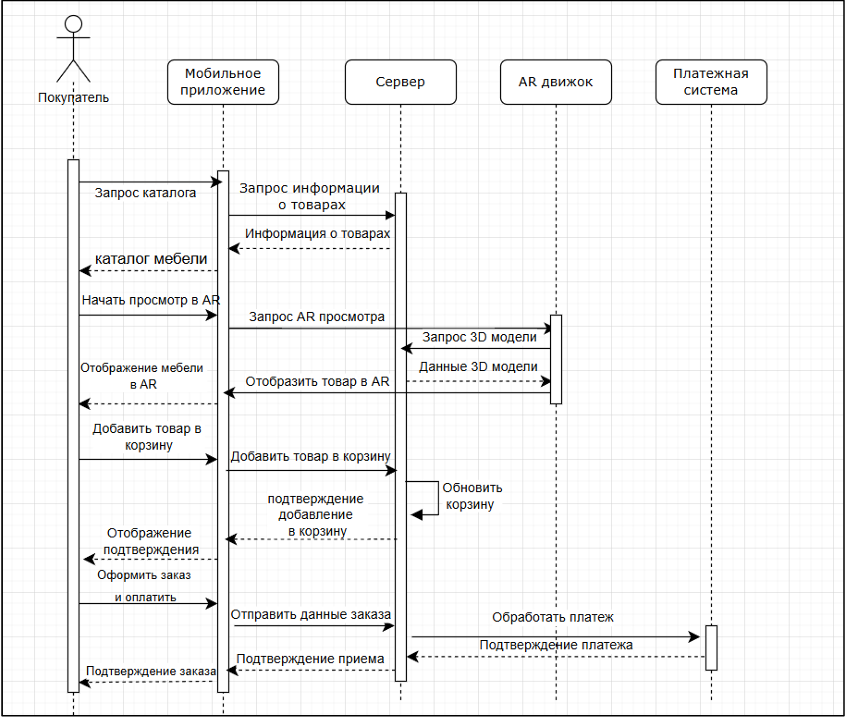 Покупатель
Мобильное
приложение
Сервер
AR движок
Платежная
система
Запрос каталога
Запрос информации
о товарах
Информация о товарах
каталог мебели
Начать просмотр в AR
Запрос AR просмотра
Запрос 3D модели
Данные 3D модели
Отображение мебели
в AR
Отобразить товар в AR
Добавить товар в
корзину
Добавить товар в корзину
Обновить
корзину
подтверждение
добавление
в корзину
Отображение
подтверждения
Оформить заказ
и оплатить
Отправить данные заказа
Обработать платеж
Подтверждение платежа
Подтверждение приема
Подтверждение заказа